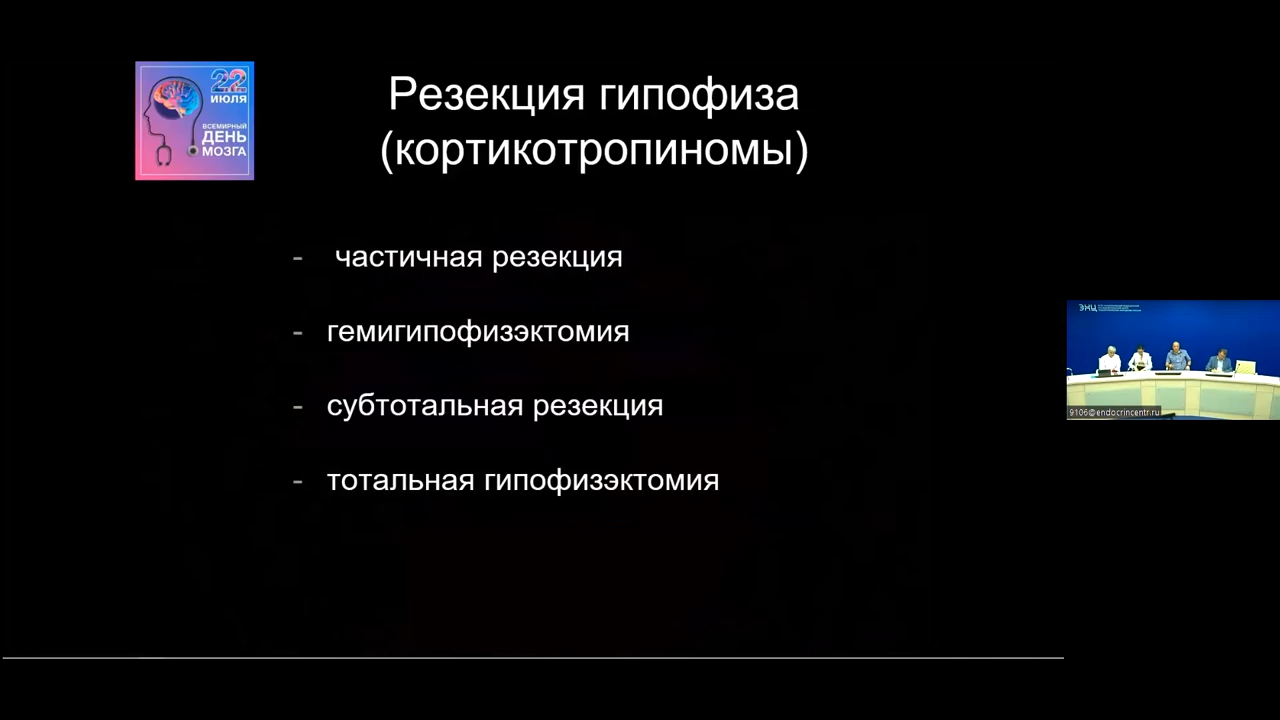 22
ИЮЛЯ
ВСЕМИРНЫЙ
ДЕНЬ
МОЗГА
Резекция гипофиза
(кортикотропиномы)
- частичная резекция
- гемигипофизэктомия
- субтотальная резекция
- тотальная гипофизэктомия
ЭНЦ
9106@endocrincentr.ru